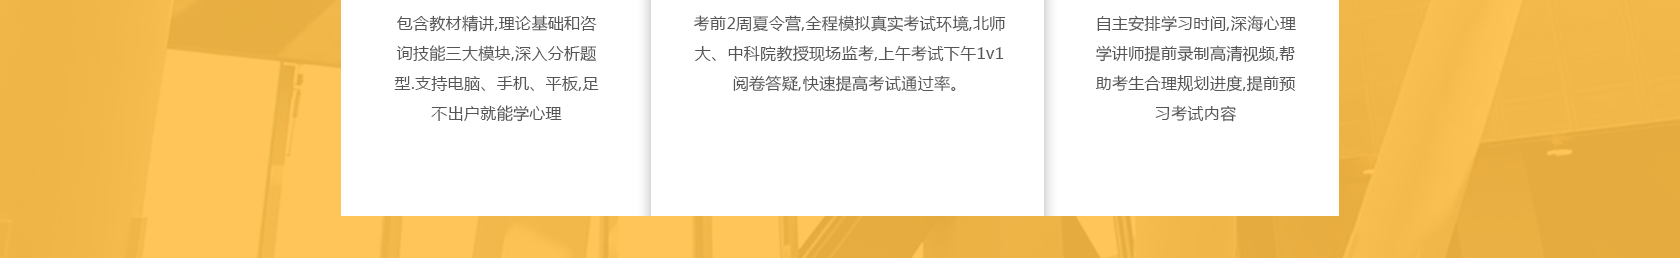 包含教材精讲,理论基础和咨
询技能三大模块,深入分析题
型.支持电脑、手机、平板,足
不出户就能学心理
考前2周夏令营,全程模拟真实考试环境,北师
大、中科院教授现场监考,上午考试下午1v1
阅卷答疑,快速提高考试通过率。
自主安排学习时间,深海心理
学讲师提前录制高清视频,帮
助考生合理规划进度,提前预
习考试内容